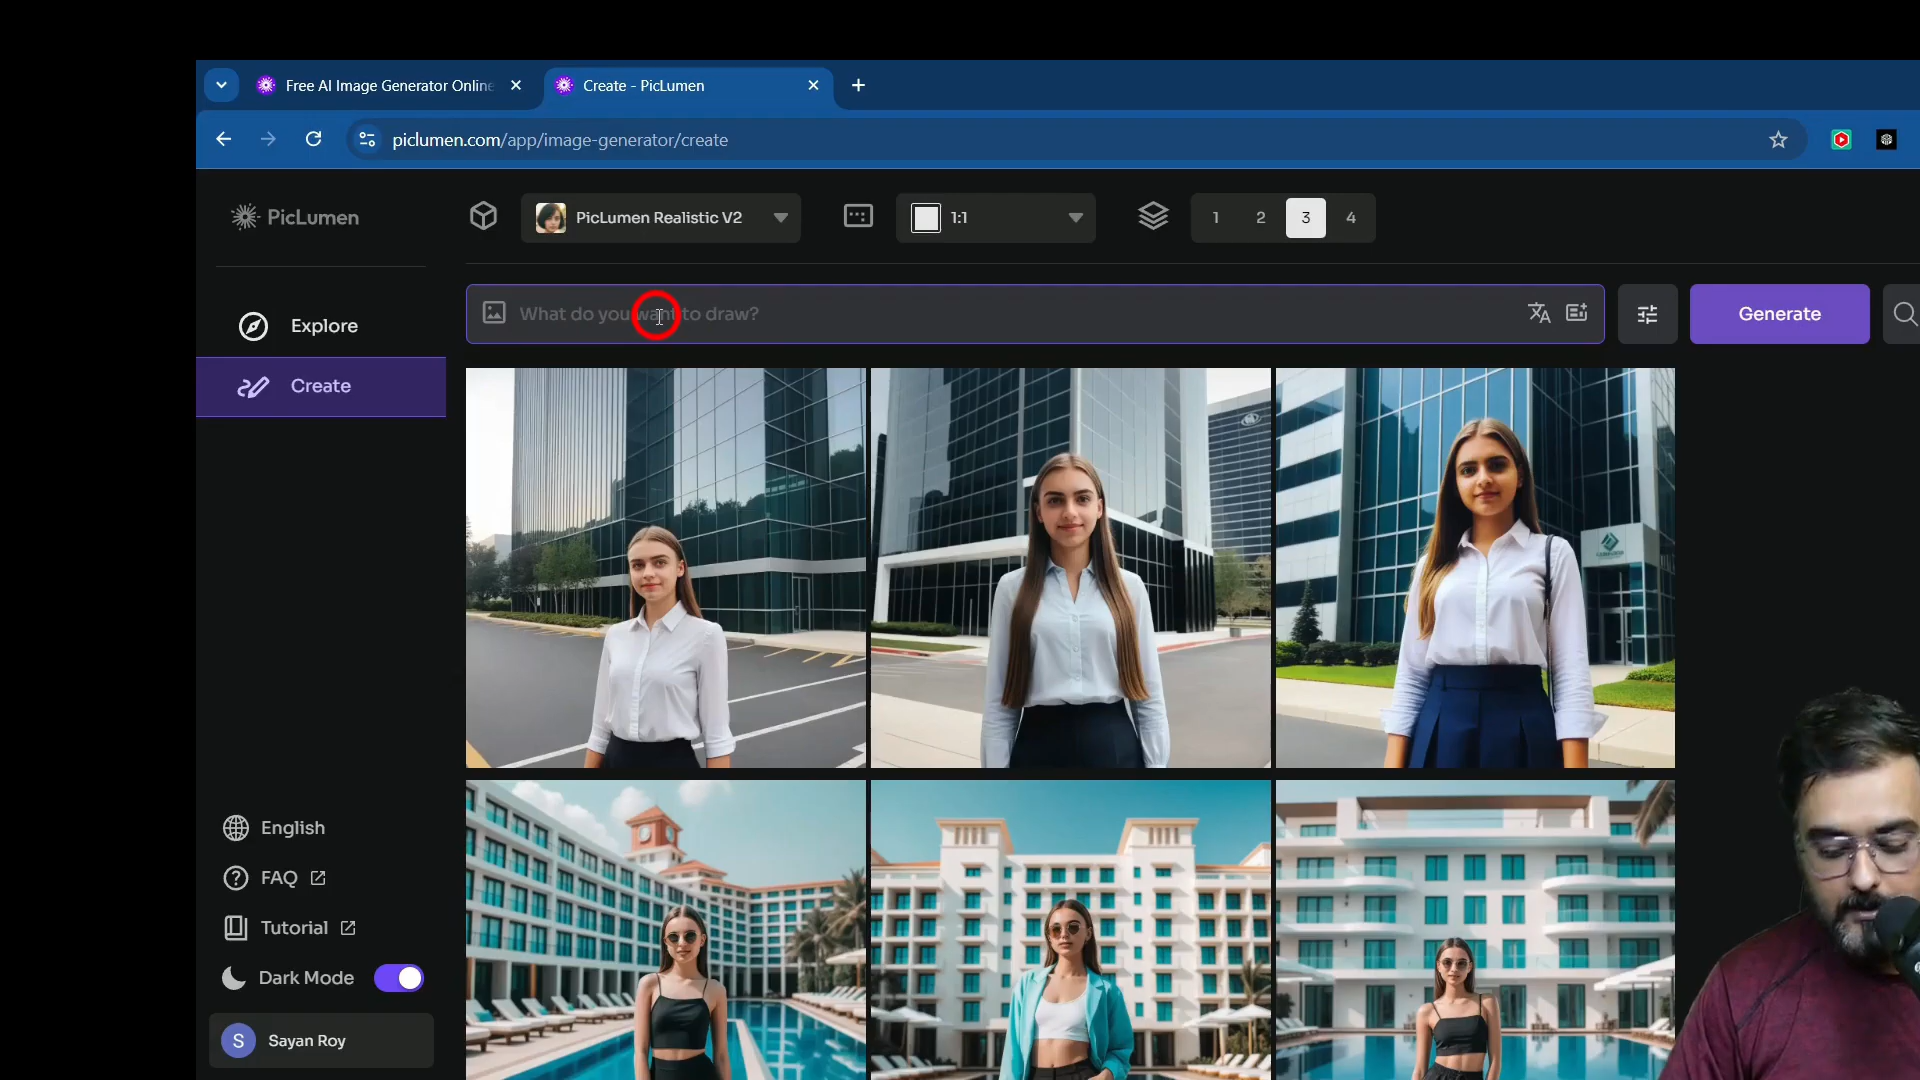 Free AI Image Generator Online
Create - PicLumen
piclumen.com/app/image-generator/create
PicLumen
PicLumen Realistic V2
1:1
1 2 3 4
What do you want to draw?
Generate
Explore
Create
English
FAQ
Tutorial
Dark Mode
S
Sayan Roy